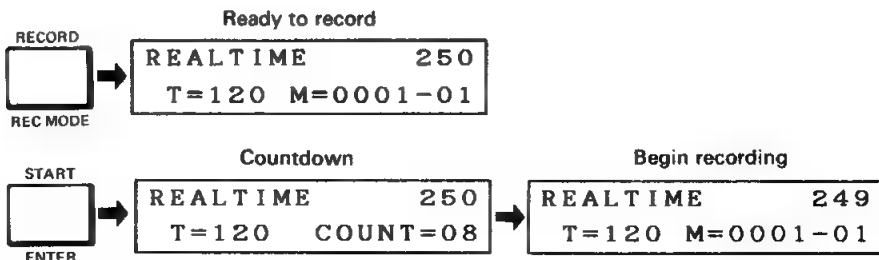 Ready to record
RECORD
REALTIME 250
T=120 M=0001-01
REC MODE
Countdown
Begin recording
START
REALTIME 250
T=120 COUNT=08
REALTIME 249
T=120 M=0001-01
ENTER